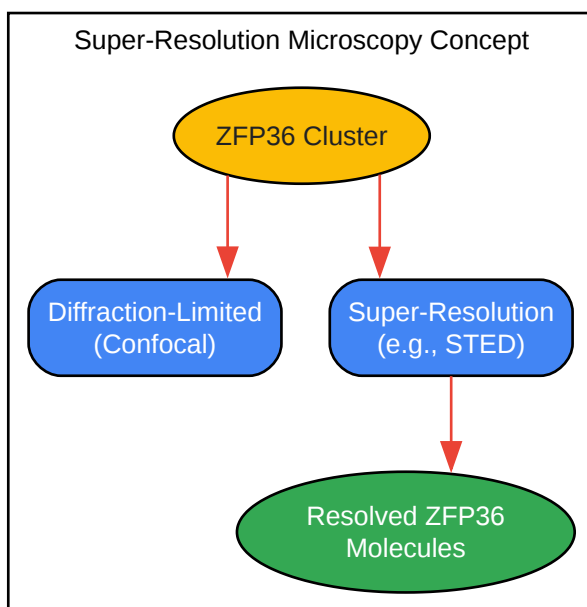 Super-Resolution Microscopy Concept
ZFP36 Cluster
Diffraction-Limited
(Confocal)
Super-Resolution
(e.g., STED)
Resolved ZFP36
Molecules